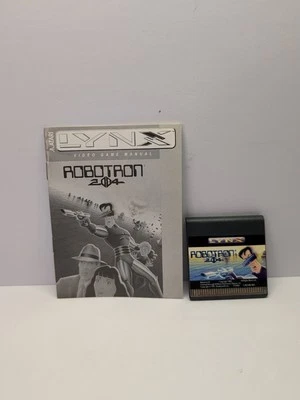 ATARI
LYNX
VIDEO GAME MANUAL
ROBOTRON
2084
LYNX
ROBOTRON
2084